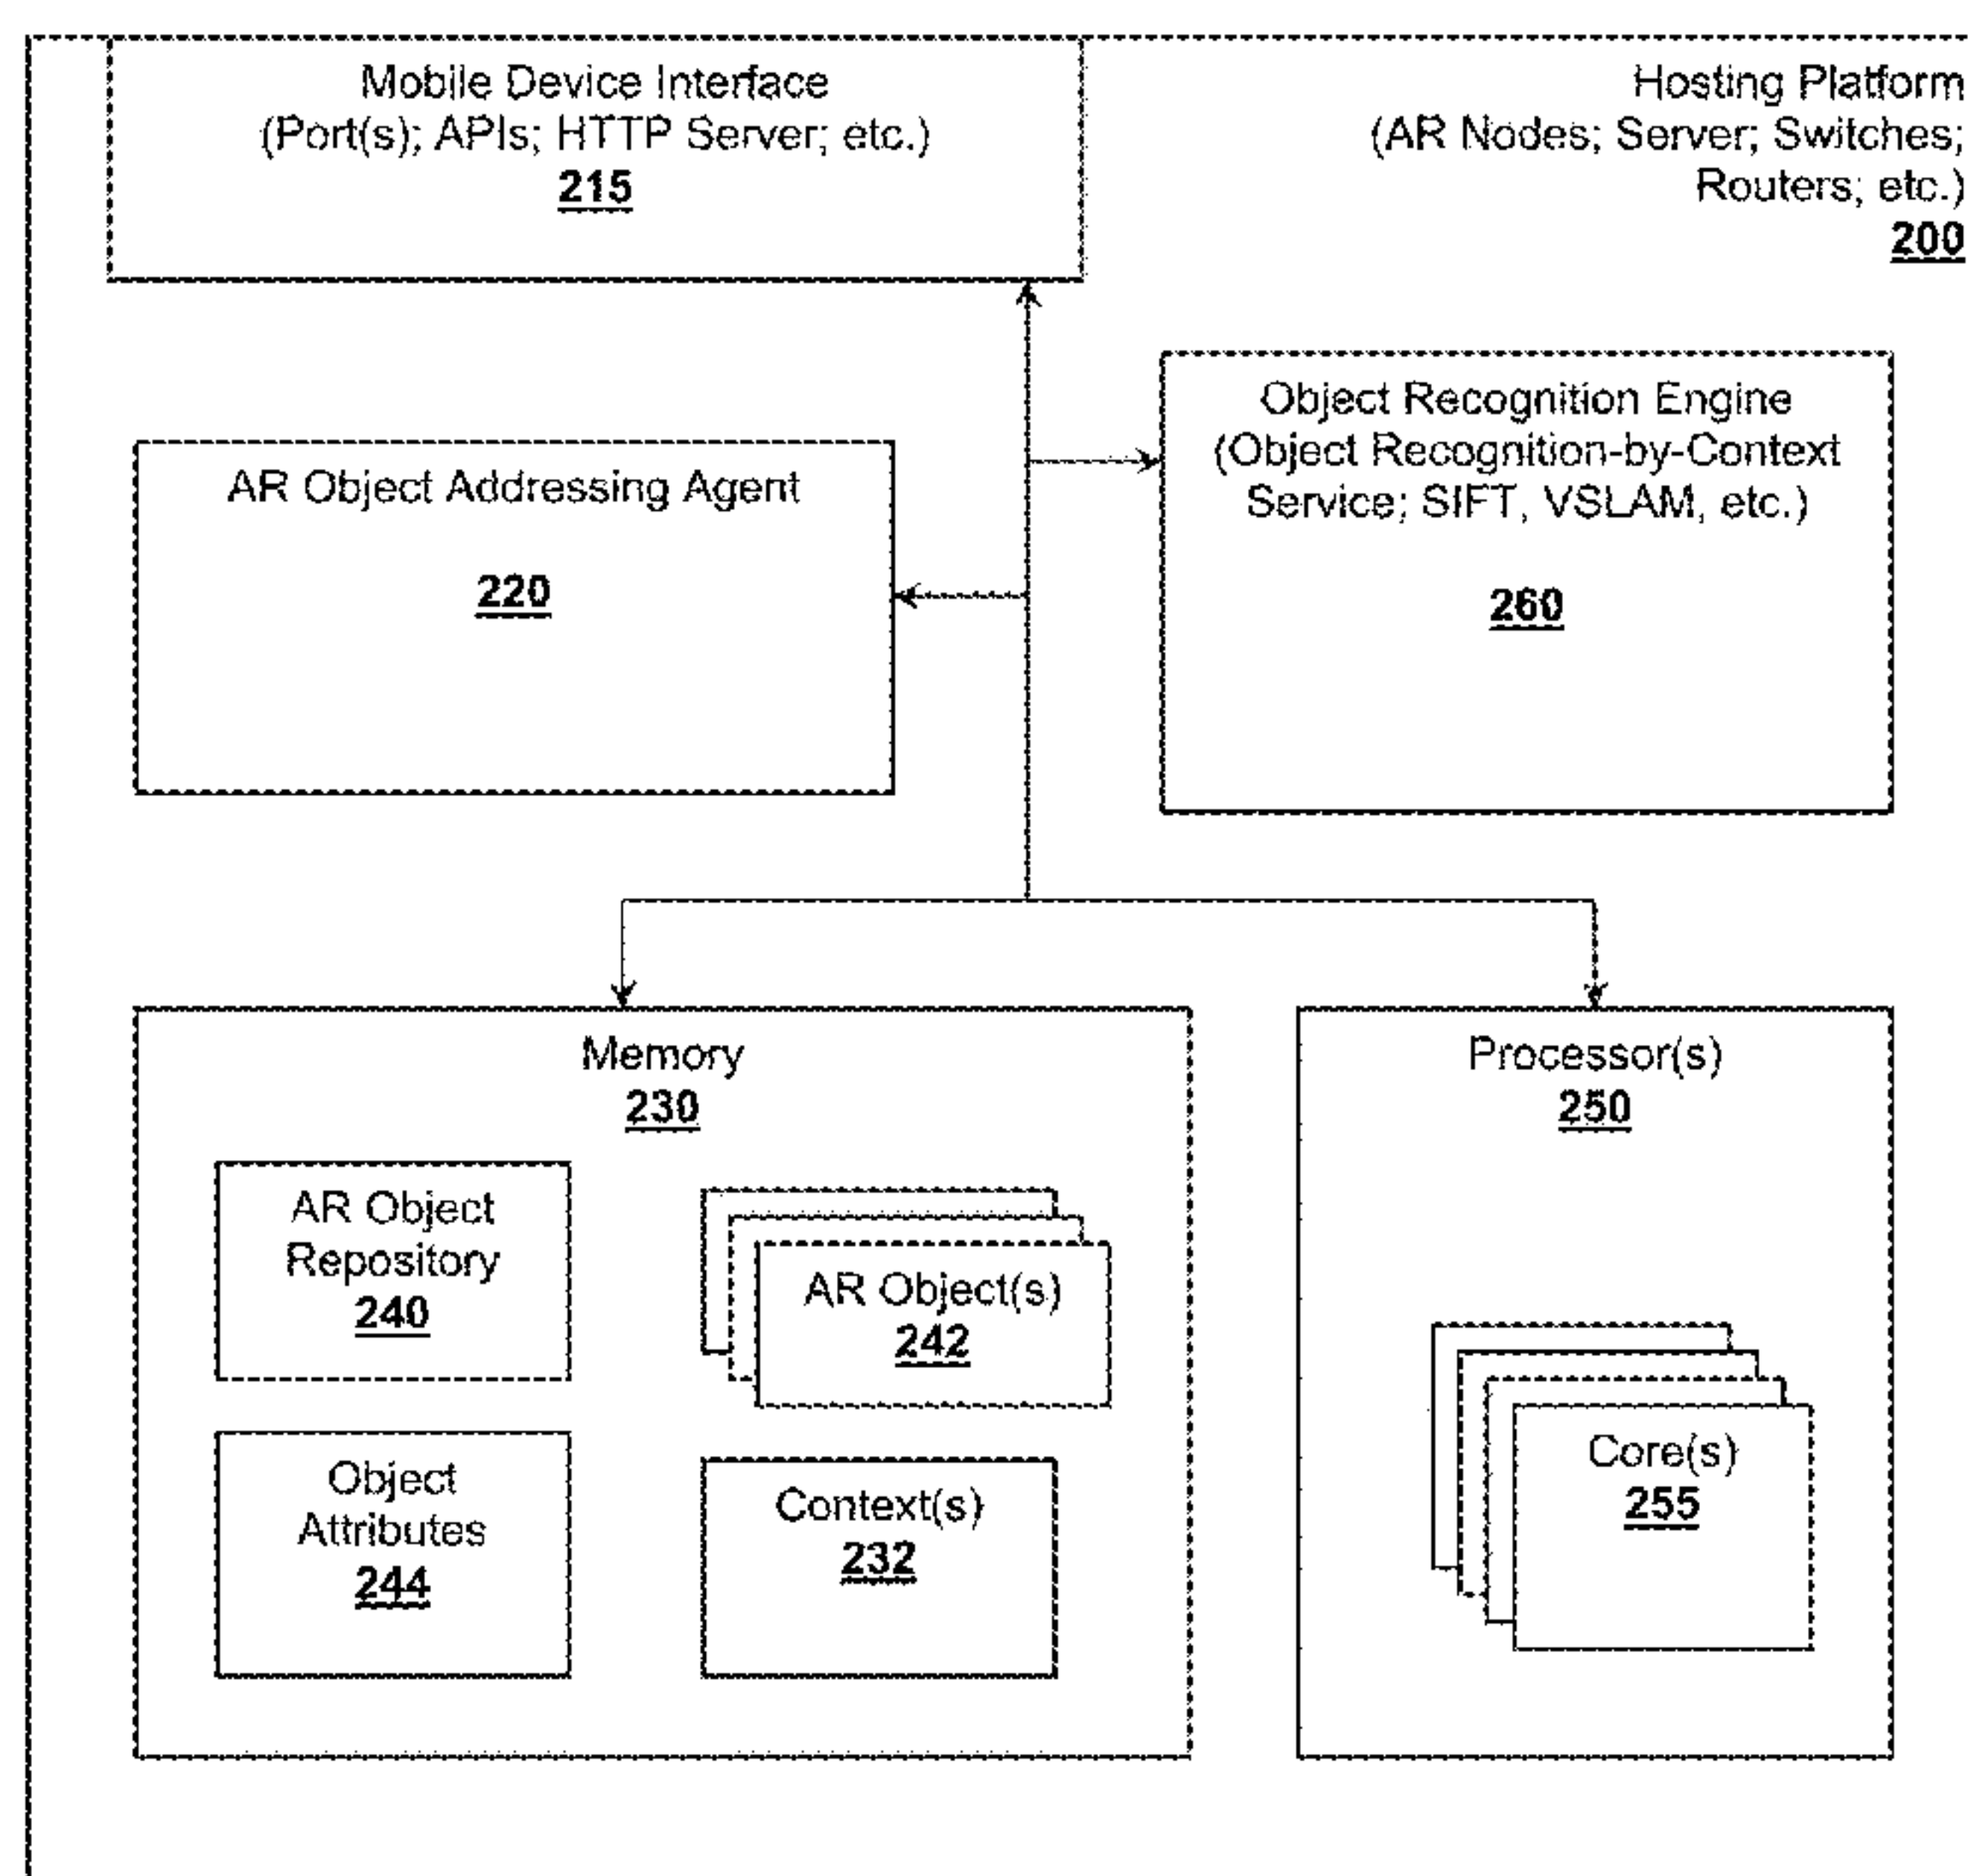 Mobile Device Interface
(Port(s); APIs; HTTP Server; etc.)
215
Hosting Platform
(AR Nodes; Server; Switches;
Routers; etc.)
200
Object Recognition Engine
(Object Recognition-by-Context
Service; SIFT, VSLAM, etc.)
260
AR Object Addressing Agent
220
Memory
230
AR Object
Repository
240
AR Object(s)
242
Object
Attributes
244
Context(s)
232
Processor(s)
250
Core(s)
255